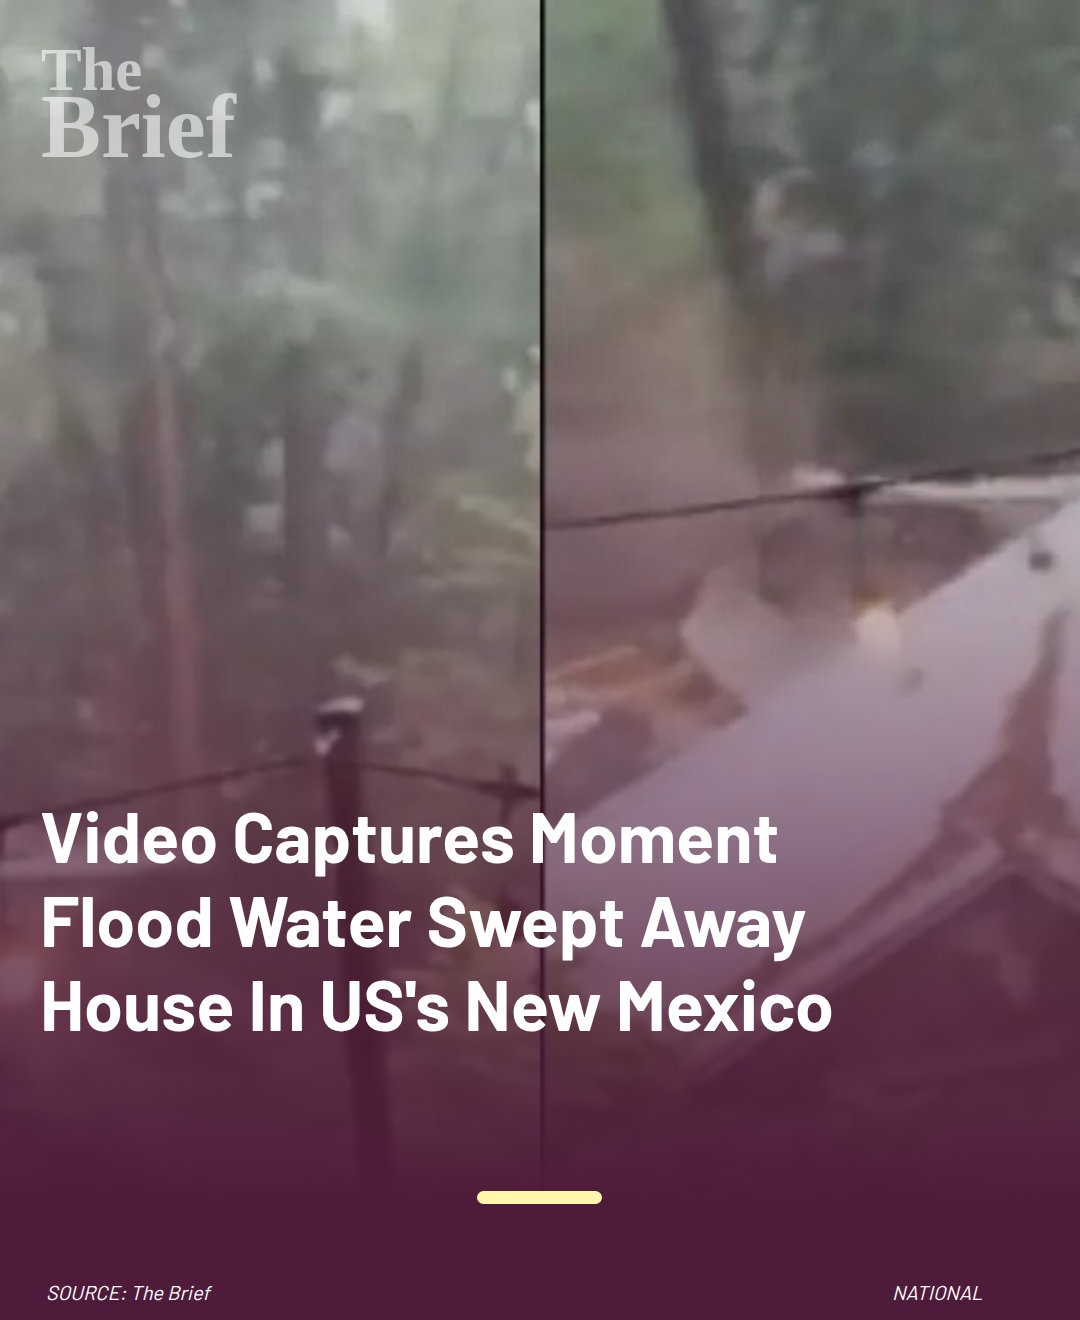 The
Brief
Video Captures Moment
Flood Water Swept Away
House In US's New Mexico
SOURCE: The Brief
NATIONAL